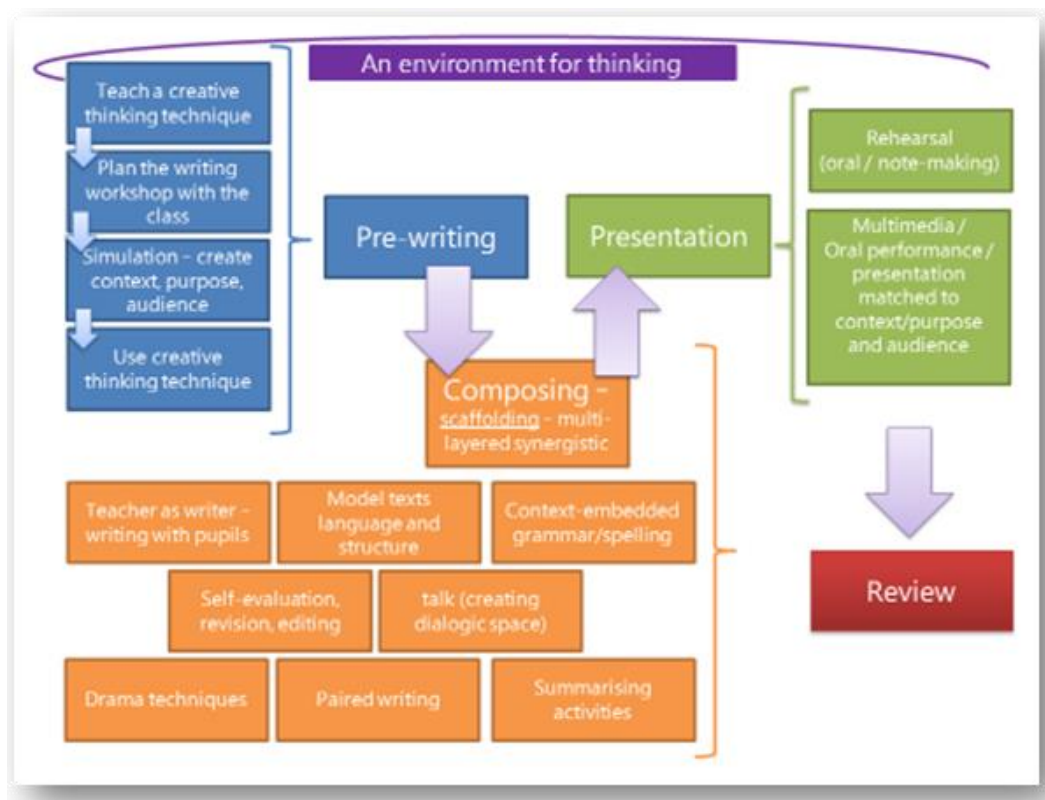 An environment for thinking
Teach a creative
thinking technique
Plan the writing
workshop with the
class
Simulation – create
context, purpose,
audience
Use creative
thinking technique
Pre-writing
Presentation
Rehearsal
(oral / note-making)
Multimedia /
Oral performance /
presentation
matched to
context/purpose
and audience
Composing –
scaffolding – multi-
layered synergistic
Teacher as writer –
writing with pupils
Model texts
language and
structure
Context-embedded
grammar/spelling
Self-evaluation,
revision, editing
talk (creating
dialogic space)
Drama techniques
Paired writing
Summarising
activities
Review